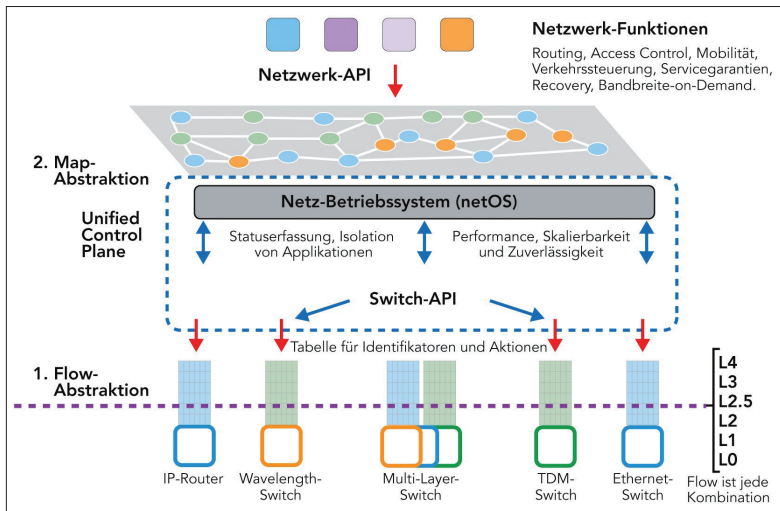 Netzwerk-Funktionen
Routing, Access Control, Mobilität,
Verkehrssteuerung, Servicegarantien,
Recovery, Bandbreite-on-Demand.
Netzwerk-API
2. Map-
Abstraktion
Netz-Betriebssystem (netOS)
Unified
Control
Plane
Statuserfassung, Isolation
von Applikationen
Performance, Skalierbarkeit
und Zuverlässigkeit
Switch-API
Tabelle für Identifikatoren und Aktionen
1. Flow-
Abstraktion
L4
L3
L2.5
L2
L1
L0
IP-Router
Wavelength-
Switch
Multi-Layer-
Switch
TDM-
Switch
Ethernet-
Switch
Flow ist jede
Kombination